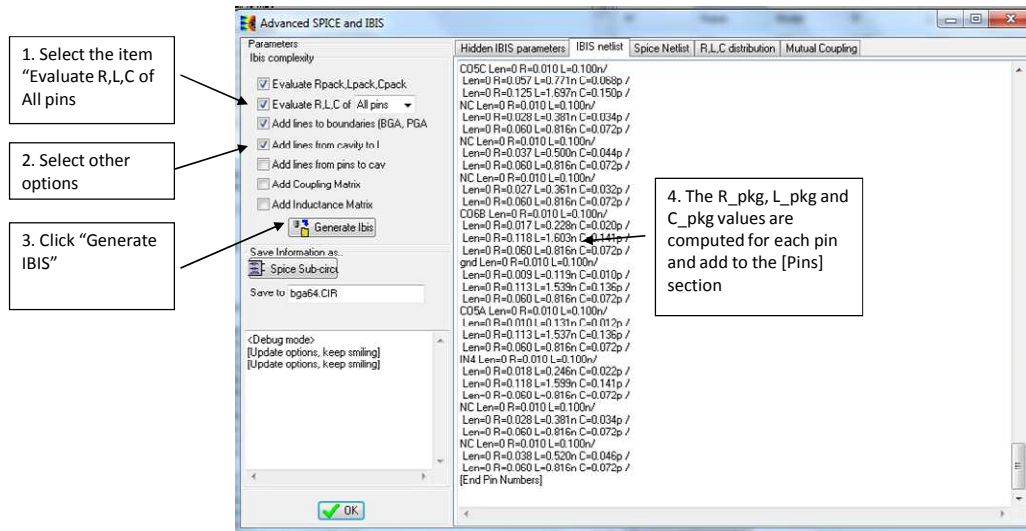 Advanced SPICE and IBIS
1. Select the item
“Evaluate R,L,C of
All pins
2. Select other
options
3. Click “Generate
IBIS”
Parameters
Ibis complexity
Evaluate Rpack,Lpack,Cpack
Evaluate R,L,C of All pins
Add lines to boundaries (BGA, PGA
Add lines from cavity to I
Add lines from pins to cav
Add Coupling Matrix
Add Inductance Matrix
Generate Ibis
Save Information as..
Spice Sub-circu
Save to bga64.CIR
<Debug mode>
[Update options, keep smiling]
[Update options, keep smiling]
OK
Hidden IBIS parameters IBIS netlist Spice Netlist R,L,C distribution Mutual Coupling
CO5C Len=0 R=0.010 L=0.100n/
Len=0 R=0.057 L=0.771n C=0.068p /
Len=0 R=0.125 L=1.697n C=0.150p /
NC Len=0 R=0.010 L=0.100n/
Len=0 R=0.028 L=0.381n C=0.034p /
Len=0 R=0.060 L=0.816n C=0.072p /
NC Len=0 R=0.010 L=0.100n/
Len=0 R=0.037 L=0.500n C=0.044p /
Len=0 R=0.060 L=0.816n C=0.072p /
NC Len=0 R=0.010 L=0.100n/
Len=0 R=0.027 L=0.361n C=0.032p /
Len=0 R=0.060 L=0.816n C=0.072p /
CO6B Len=0 R=0.010 L=0.100n/
Len=0 R=0.017 L=0.228n C=0.020p /
Len=0 R=0.118 L=1.603n C=0.141p /
Len=0 R=0.060 L=0.816n C=0.072p /
gnd Len=0 R=0.010 L=0.100n/
Len=0 R=0.009 L=0.119n C=0.010p /
Len=0 R=0.113 L=1.539n C=0.136p /
Len=0 R=0.060 L=0.816n C=0.072p /
CO5A Len=0 R=0.010 L=0.100n/
Len=0 R=0.010 L=0.131n C=0.012p /
Len=0 R=0.113 L=1.537n C=0.136p /
Len=0 R=0.060 L=0.816n C=0.072p /
IN4 Len=0 R=0.010 L=0.100n/
Len=0 R=0.018 L=0.246n C=0.022p /
Len=0 R=0.118 L=1.599n C=0.141p /
Len=0 R=0.060 L=0.816n C=0.072p /
NC Len=0 R=0.010 L=0.100n/
Len=0 R=0.028 L=0.381n C=0.034p /
Len=0 R=0.060 L=0.816n C=0.072p /
NC Len=0 R=0.010 L=0.100n/
Len=0 R=0.038 L=0.520n C=0.046p /
Len=0 R=0.060 L=0.816n C=0.072p /
[End Pin Numbers]
4. The R_pkg, L_pkg and
C_pkg values are
computed for each pin
and add to the [Pins]
section